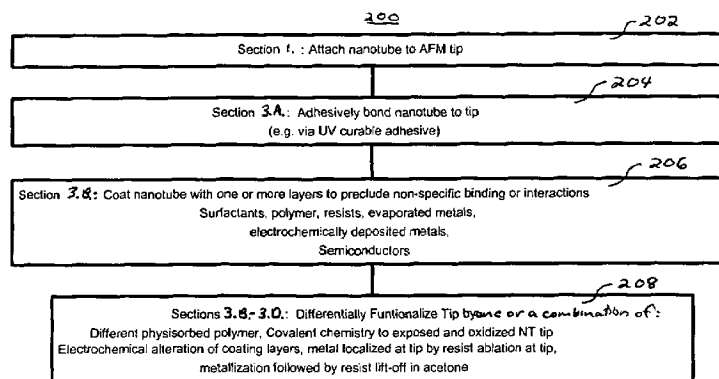 200
202
Section 1. : Attach nanotube to AFM tip
204
Section 3.A.: Adhesively bond nanotube to tip
(e.g. via UV curable adhesive)
206
Section 3.B.: Coat nanotube with one or more layers to preclude non-specific binding or interactions
Surfactants, polymer, resists, evaporated metals,
electrochemically deposited metals,
Semiconductors
208
Sections 3.B.-3.D.: Differentially Funtionalize Tip by one or a combination of:
Different physisorbed polymer, Covalent chemistry to exposed and oxidized NT tip
Electrochemical alteration of coating layers, metal localized at tip by resist ablation at tip,
metallization followed by resist lift-off in acetone